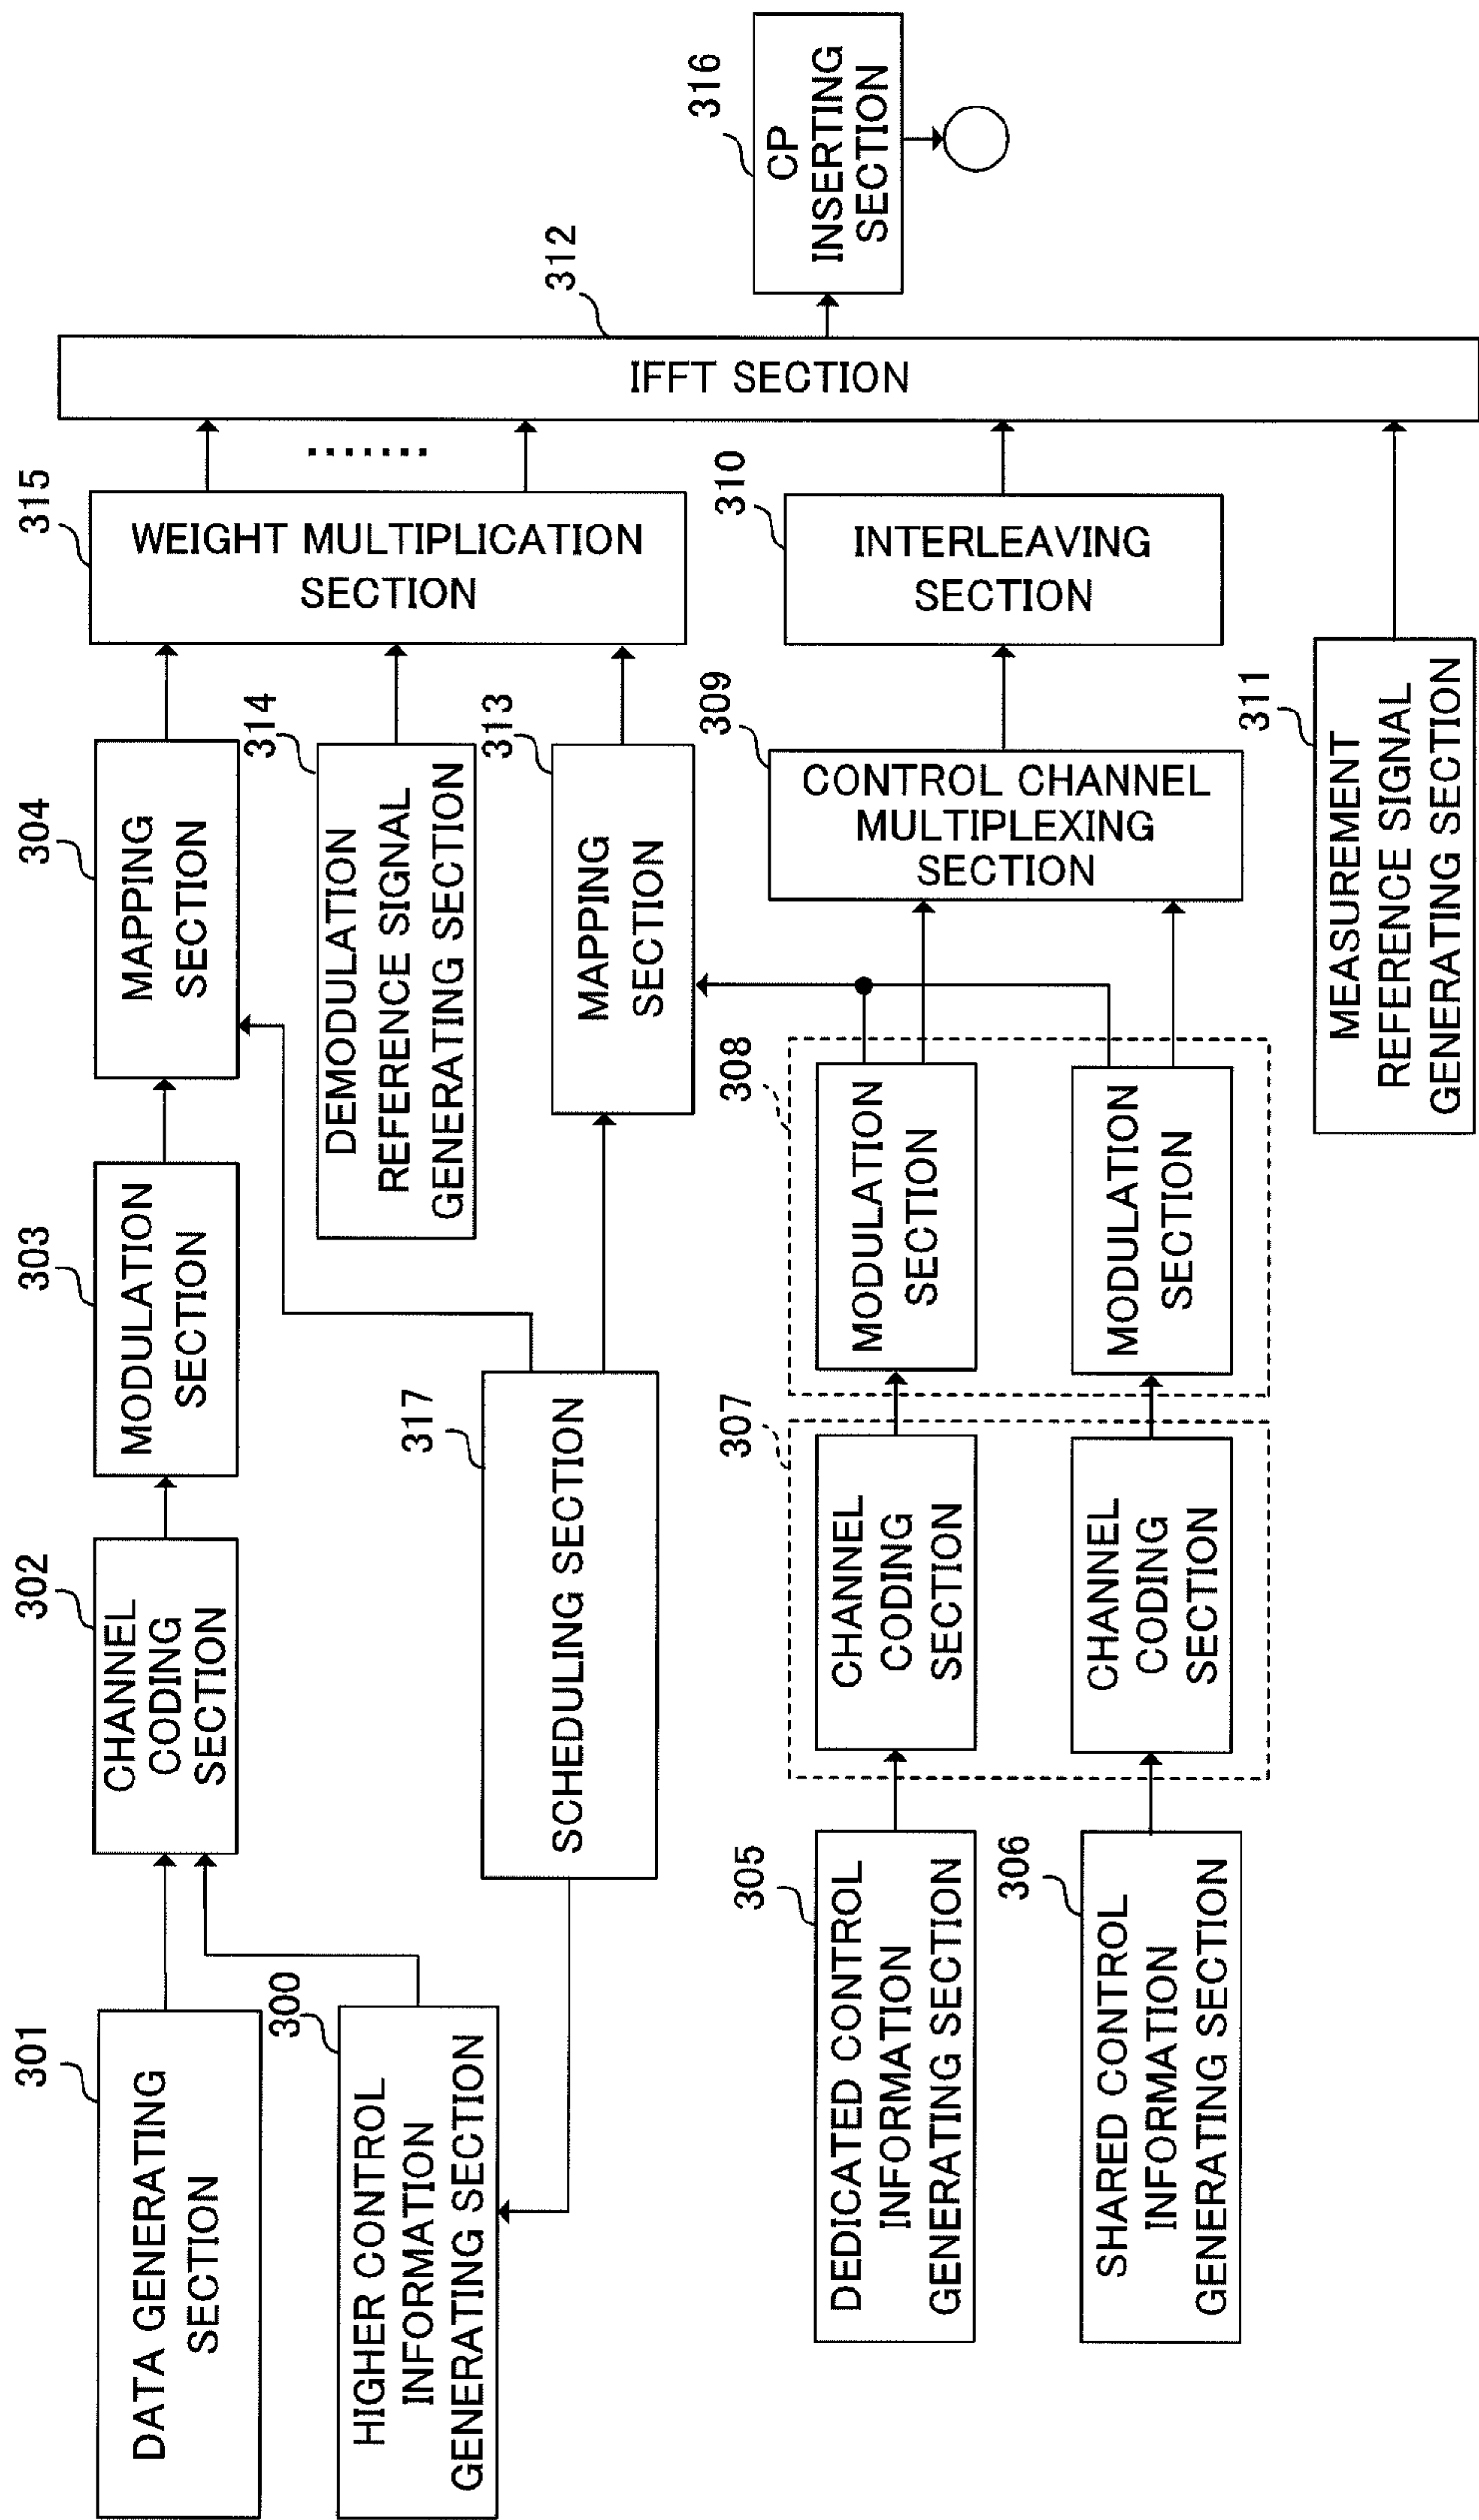 301
DATA GENERATING
SECTION
300
HIGHER CONTROL
INFORMATION
GENERATING SECTION
302
CHANNEL
CODING
SECTION
303
MODULATION
SECTION
304
MAPPING
SECTION
314
DEMODULATION
REFERENCE SIGNAL
GENERATING SECTION
317
SCHEDULING SECTION
313
MAPPING
SECTION
315
WEIGHT MULTIPLICATION
SECTION
305
DEDICATED CONTROL
INFORMATION
GENERATING SECTION
306
SHARED CONTROL
INFORMATION
GENERATING SECTION
307
CHANNEL
CODING
SECTION
CHANNEL
CODING
SECTION
308
MODULATION
SECTION
MODULATION
SECTION
309
CONTROL CHANNEL
MULTIPLEXING
SECTION
310
INTERLEAVING
SECTION
311
MEASUREMENT
REFERENCE SIGNAL
GENERATING SECTION
312
IFFT SECTION
316
CP
INSERTING
SECTION